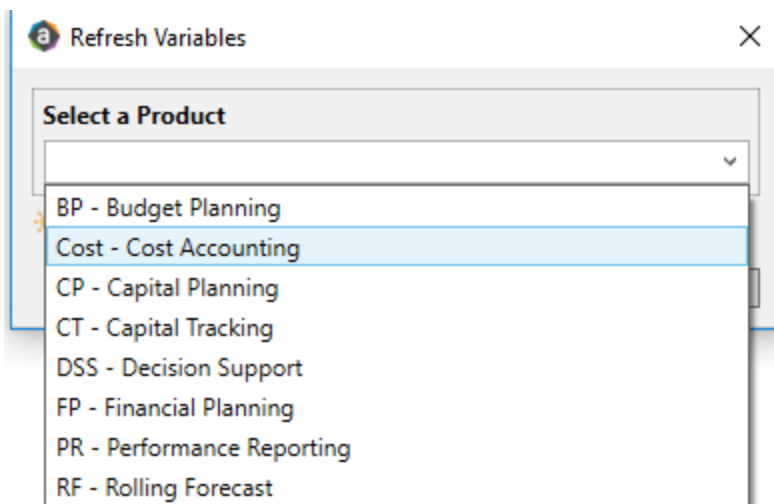 a Refresh Variables
Select a Product
BP - Budget Planning
Cost - Cost Accounting
CP - Capital Planning
CT - Capital Tracking
DSS - Decision Support
FP - Financial Planning
PR - Performance Reporting
RF - Rolling Forecast